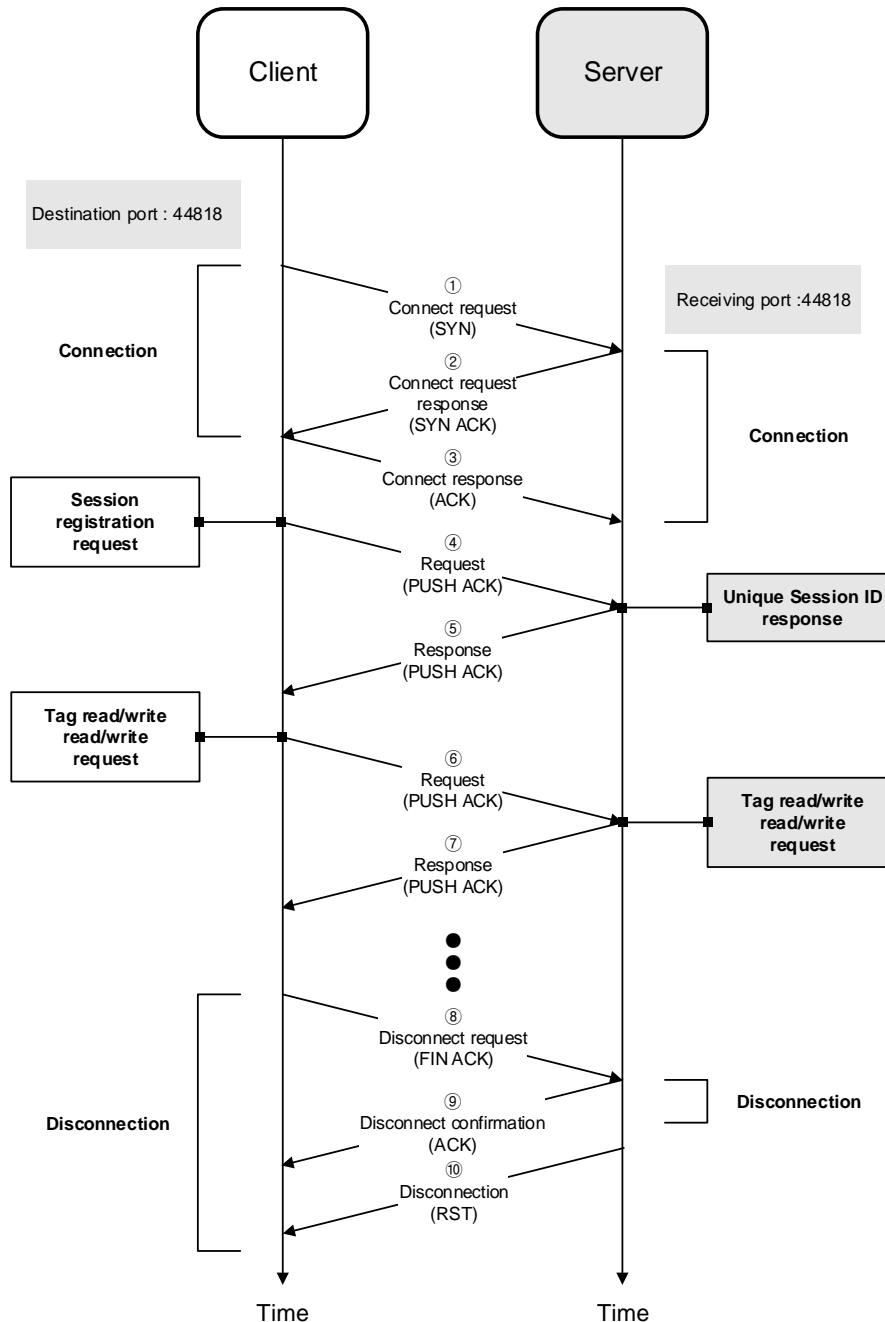 Client
Server
Destination port : 44818
Receiving port :44818
①
Connect request
(SYN)
Connection
②
Connect request
response
(SYN ACK)
Connection
③
Connect response
(ACK)
Session
registration
request
④
Request
(PUSH ACK)
Unique Session ID
response
⑤
Response
(PUSH ACK)
Tag read/write
read/write
request
⑥
Request
(PUSH ACK)
Tag read/write
read/write
request
⑦
Response
(PUSH ACK)
⑧
Disconnect request
(FIN ACK)
Disconnection
Disconnection
⑨
Disconnect confirmation
(ACK)
⑩
Disconnection
(RST)
Time
Time